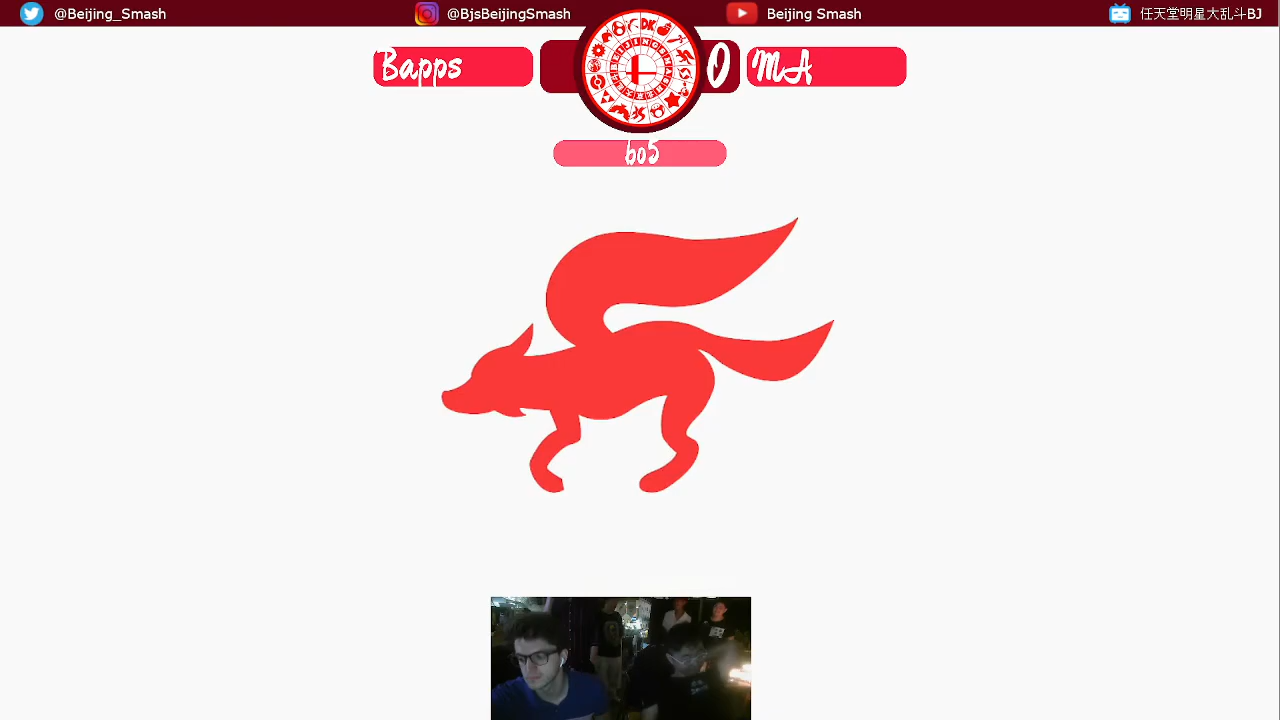 @Beijing_Smash
@BjsBeijingSmash
Beijing Smash
任天堂明星大乱斗BJ
Bapps
0
MA
bo5